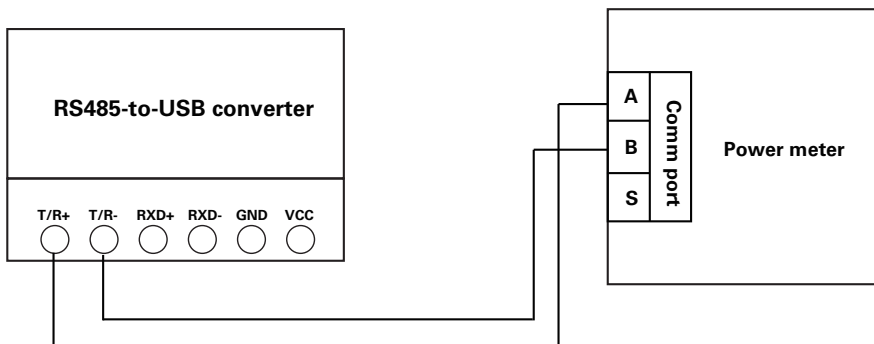 RS485-to-USB converter
T/R+ T/R- RXD+ RXD- GND VCC
A
B
S
Comm port
Power meter